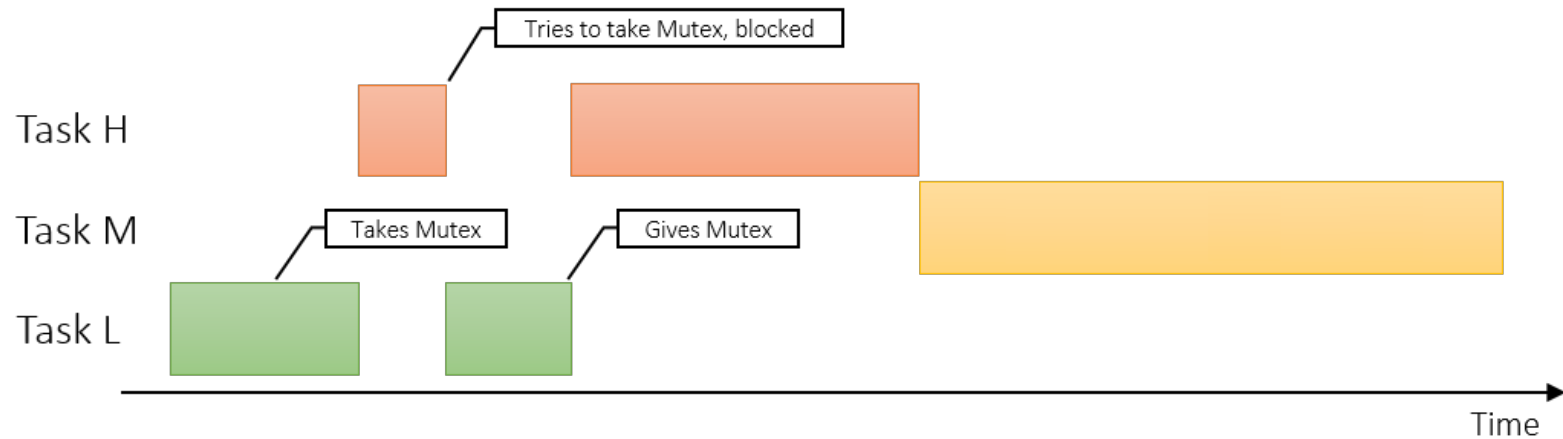 Tries to take Mutex, blocked
Task H
Task M
Takes Mutex
Gives Mutex
Task L
Time